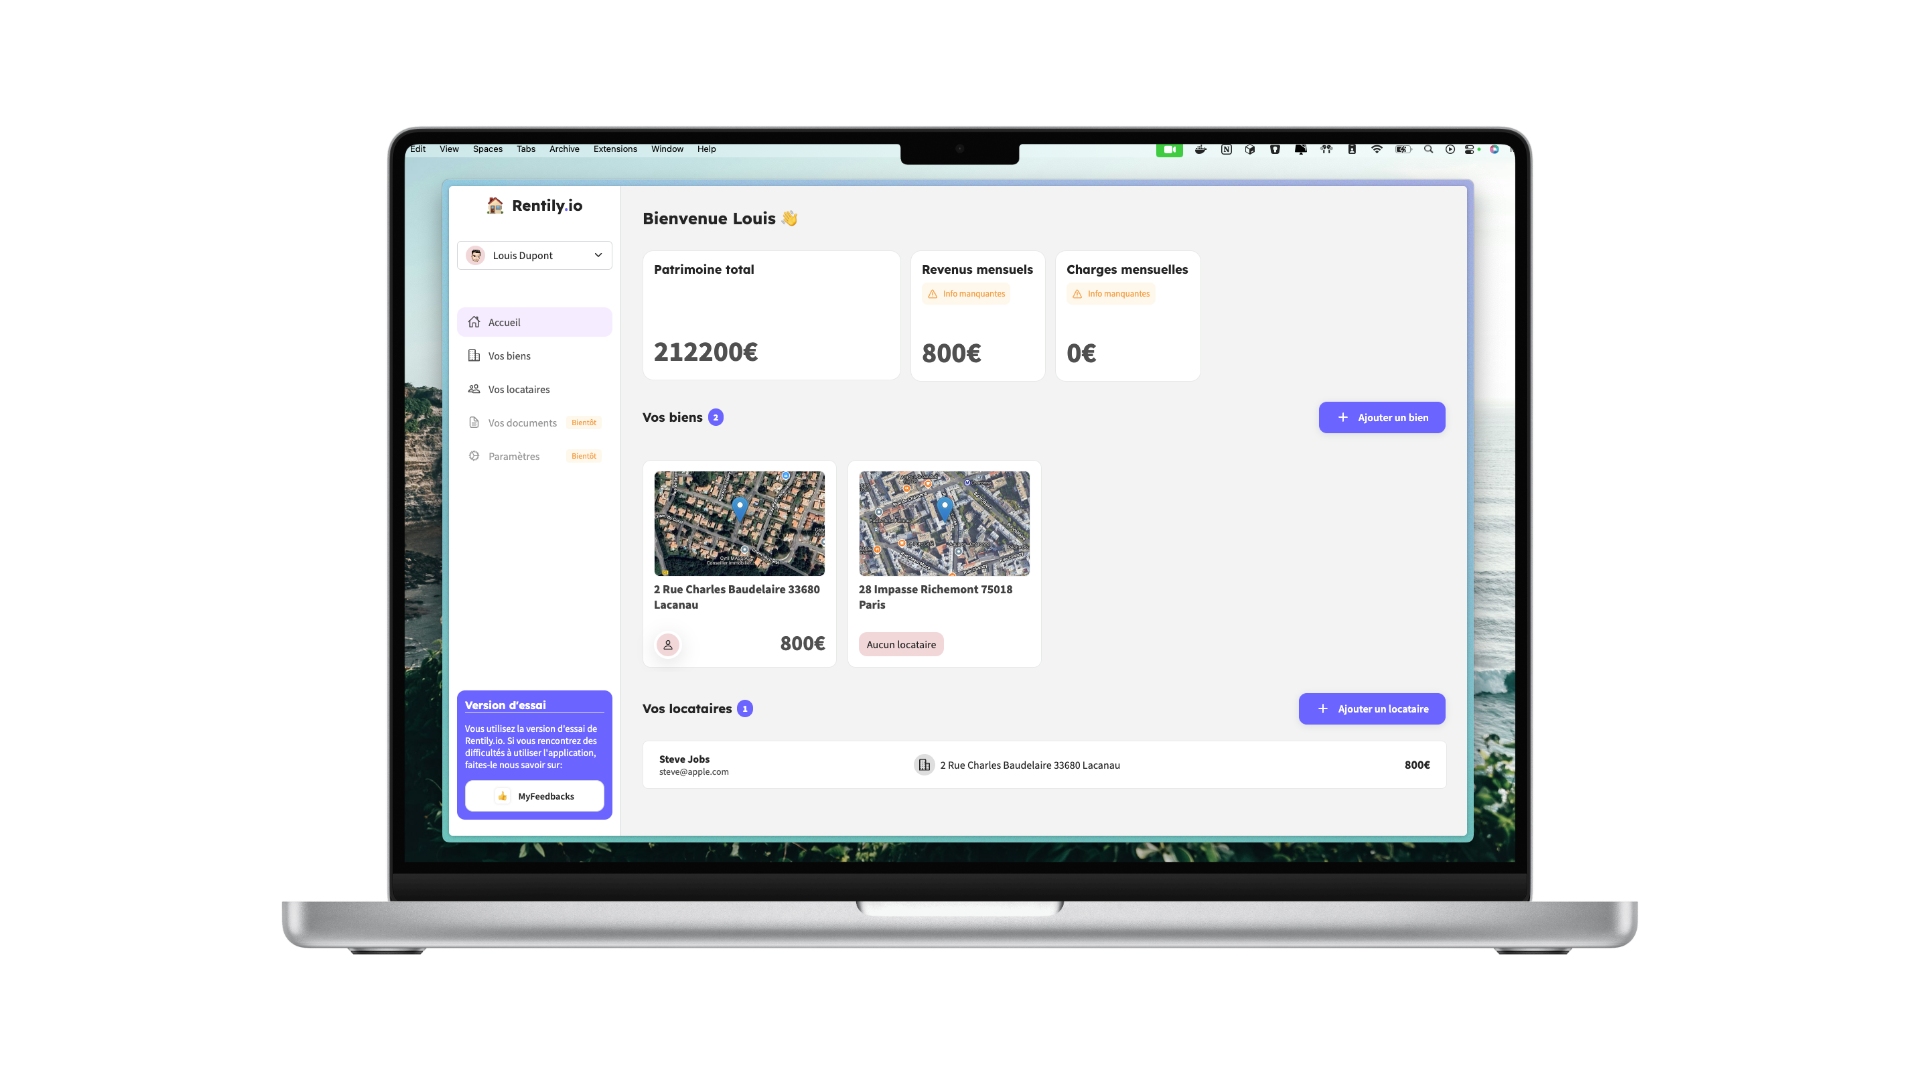 Edit View Spaces Tabs Archive Extensions Window Help
Rentily.io
Louis Dupont
Accueil
Vos biens
Vos locataires
Vos documents Bientôt
Paramètres Bientôt
Version d'essai
Vous utilisez la version d'essai de
Rentily.io. Si vous rencontrez des
difficultés à utiliser l'application,
faites-le nous savoir sur:
MyFeedbacks
Bienvenue Louis
Patrimoine total
212200€
Revenus mensuels
Info manquantes
800€
Charges mensuelles
Info manquantes
0€
Vos biens 2
Ajouter un bien
2 Rue Charles Baudelaire 33680
Lacanau
800€
28 Impasse Richemont 75018
Paris
Aucun locataire
Vos locataires 1
Ajouter un locataire
Steve Jobs
steve@apple.com
2 Rue Charles Baudelaire 33680 Lacanau
800€